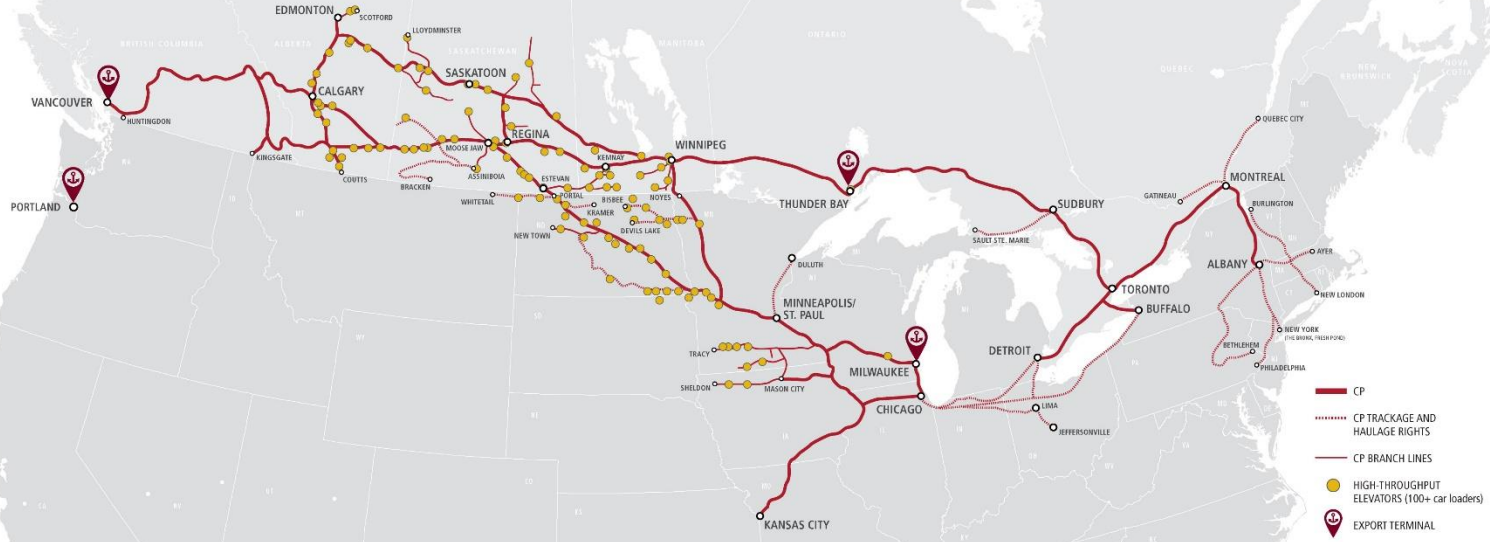 EDMONTON
SCOTFORD
LLOYDMINSTER
BRITISH COLUMBIA
ALBERTA
SASKATCHEWAN
MANITOBA
ONTARIO
QUEBEC
NEW
BRUNSWICK
NOVA
SCOTIA
SASKATOON
VANCOUVER
CALGARY
HUNTINGDON
QUEBEC CITY
REGINA
MOOSE JAW
WINNIPEG
KINGSGATE
KEMNAY
COUTTS
BRACKEN
ASSINIBOIA
ESTEVAN
PORTAL
NOYES
WHITETAIL
BISBEE
KRAMER
PORTLAND
THUNDER BAY
SUDBURY
MONTREAL
GATINEAU
BURLINGTON
NEW TOWN
DEVILS LAKE
SAULT STE. MARIE
AYER
ALBANY
DULUTH
TORONTO
NEW LONDON
MINNEAPOLIS/
ST. PAUL
BUFFALO
NEW YORK
(THE BRONX, FRESH POND)
BETHLEHEM
PHILADELPHIA
TRACY
DETROIT
MILWAUKEE
SHELDON
MASON CITY
CHICAGO
LIMA
JEFFERSONVILLE
KANSAS CITY
CP
CP TRACKAGE AND
HAULAGE RIGHTS
CP BRANCH LINES
HIGH-THROUGHPUT
ELEVATORS (100+ car loaders)
EXPORT TERMINAL